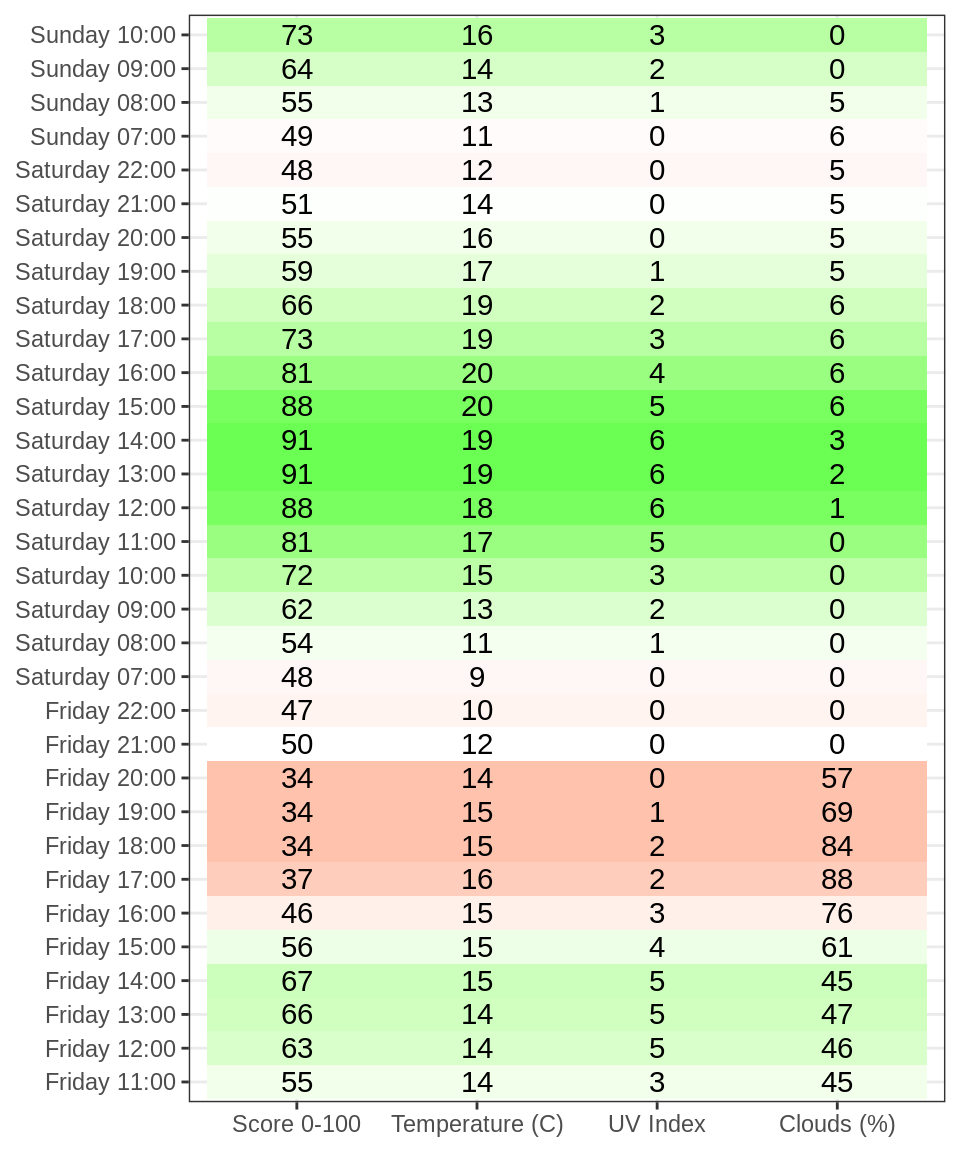 Sunday 10:00 73 16 3 0
Sunday 09:00 64 14 2 0
Sunday 08:00 55 13 1 5
Sunday 07:00 49 11 0 6
Saturday 22:00 48 12 0 5
Saturday 21:00 51 14 0 5
Saturday 20:00 55 16 0 5
Saturday 19:00 59 17 1 5
Saturday 18:00 66 19 2 6
Saturday 17:00 73 19 3 6
Saturday 16:00 81 20 4 6
Saturday 15:00 88 20 5 6
Saturday 14:00 91 19 6 3
Saturday 13:00 91 19 6 2
Saturday 12:00 88 18 6 1
Saturday 11:00 81 17 5 0
Saturday 10:00 72 15 3 0
Saturday 09:00 62 13 2 0
Saturday 08:00 54 11 1 0
Saturday 07:00 48 9 0 0
Friday 22:00 47 10 0 0
Friday 21:00 50 12 0 0
Friday 20:00 34 14 0 57
Friday 19:00 34 15 1 69
Friday 18:00 34 15 2 84
Friday 17:00 37 16 2 88
Friday 16:00 46 15 3 76
Friday 15:00 56 15 4 61
Friday 14:00 67 15 5 45
Friday 13:00 66 14 5 47
Friday 12:00 63 14 5 46
Friday 11:00 55 14 3 45
Score 0-100 Temperature (C) UV Index Clouds (%)